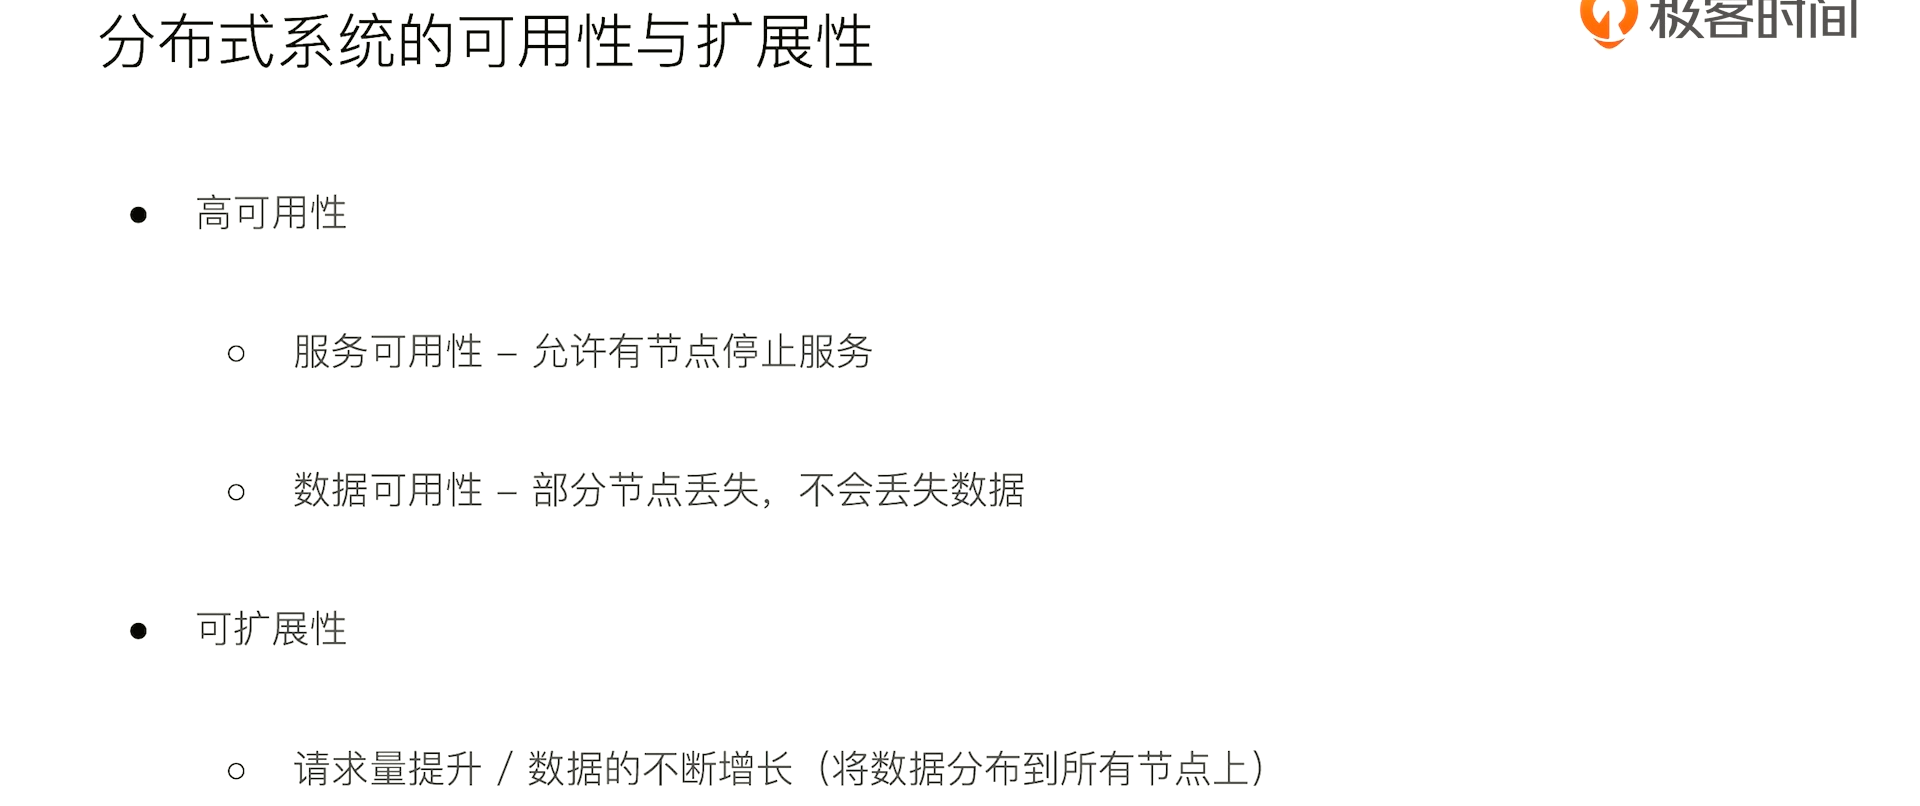 分布式系统的可用性与扩展性
极客时间
高可用性
服务可用性 – 允许有节点停止服务
数据可用性 – 部分节点丢失，不会丢失数据
可扩展性
请求量提升 / 数据的不断增长（将数据分布到所有节点上）